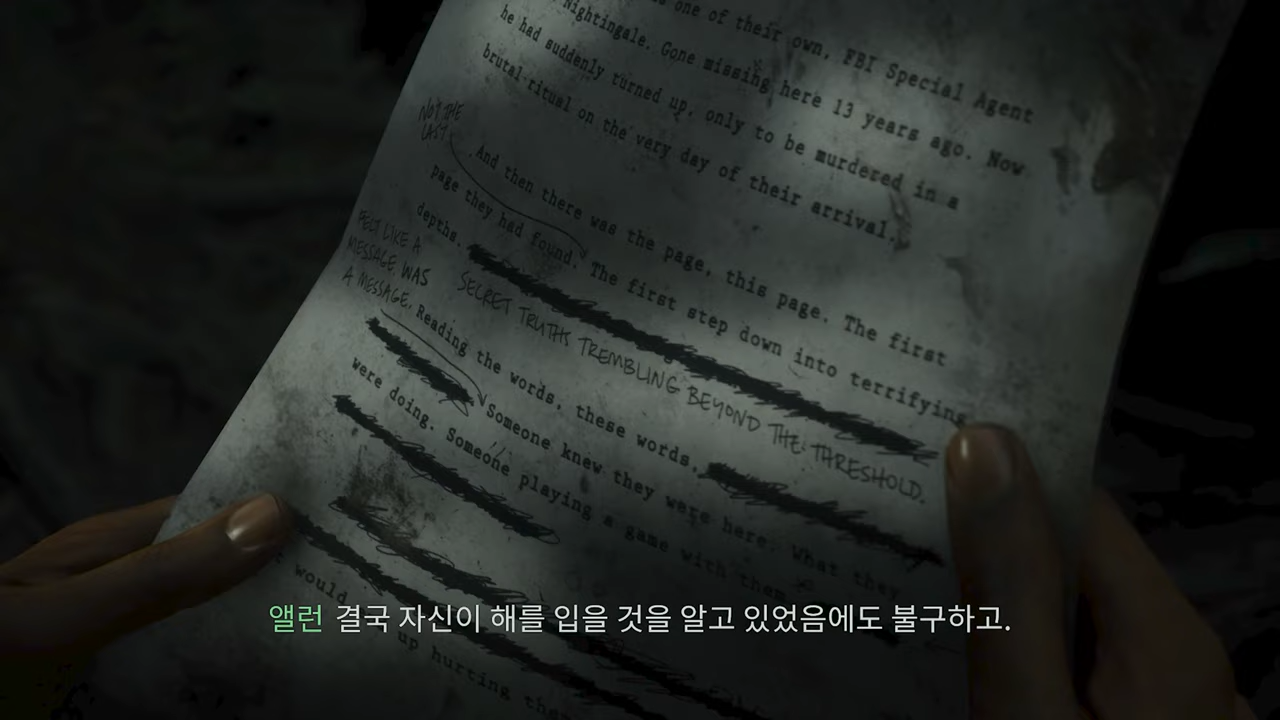 s one of their own, FBI Special Agent
Nightingale. Gone missing here 13 years ago. Now
he had suddenly turned up, only to be murdered in a
brutal ritual on the very day of their arrival.
NOT THE
LAST
And then there was the page, this page. The first
page they had found. The first step down into terrifying
depths.
SECRET TRUTHS TREMBLING BEYOND THE THRESHOLD.
FELT LIKE A
MESSAGE. WAS
A MESSAGE.
Reading the words, these words.
Someone knew they were here. What they
were doing. Someone playing a game with them
would
up hurting them
앨런 결국 자신이 해를 입을 것을 알고 있었음에도 불구하고.